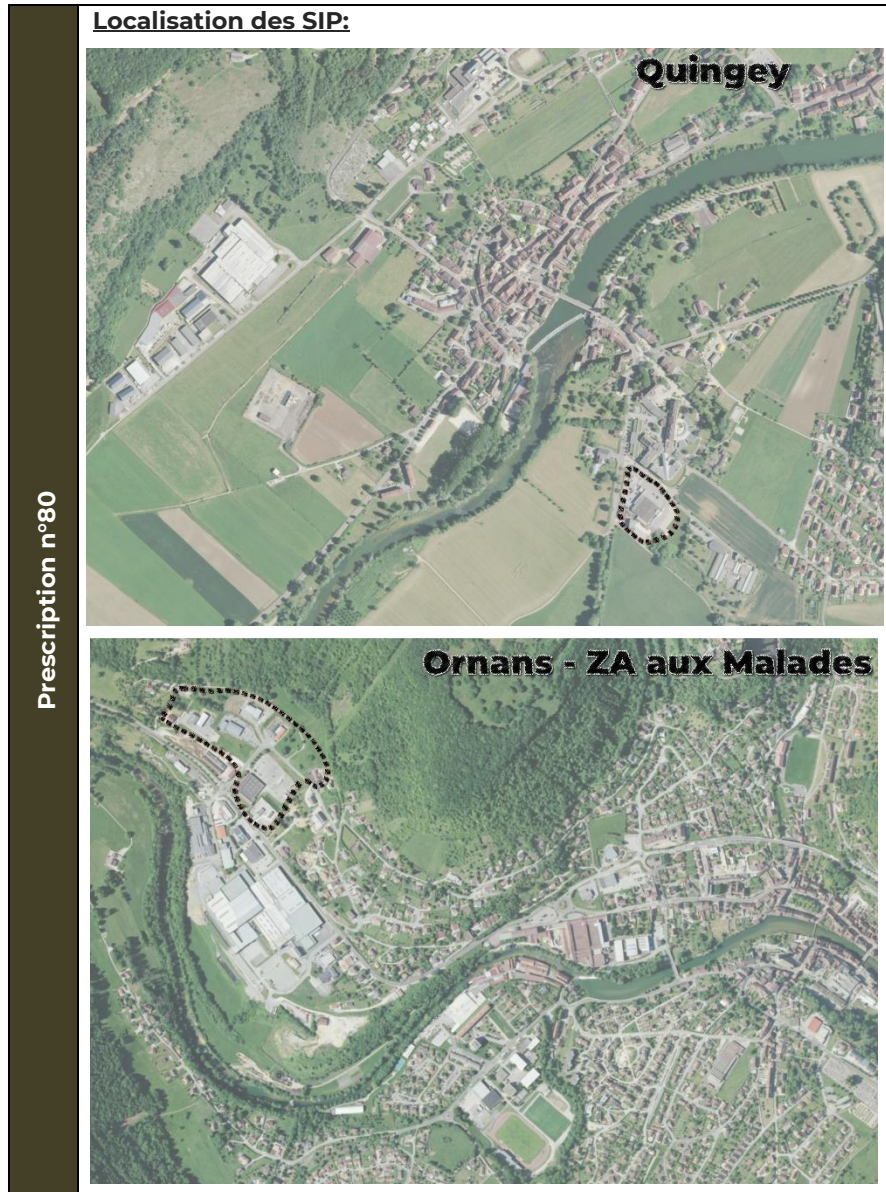 Localisation des SIP:
Quingey
Prescription n°80
Ornans - ZA aux Malades